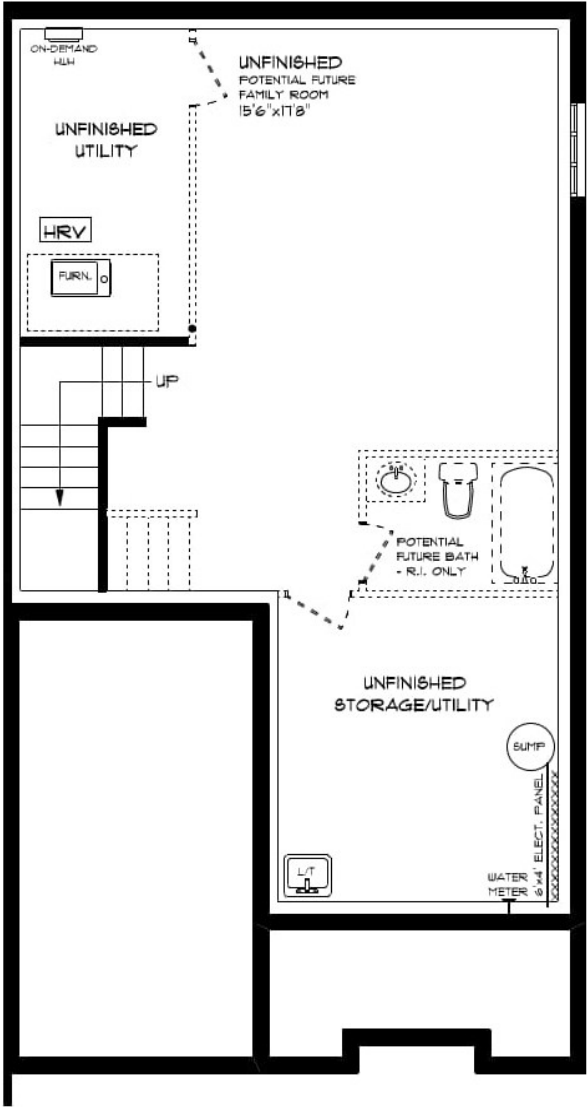 ON-DEMAND
HWH
UNFINISHED
POTENTIAL FUTURE
FAMILY ROOM
15'6"x17'8"
UNFINISHED
UTILITY
HRV
FURN.
UP
POTENTIAL
FUTURE BATH
- R.I. ONLY
UNFINISHED
STORAGE/UTILITY
SUMP
6'x4' ELECT. PANEL
L/T
WATER
METER